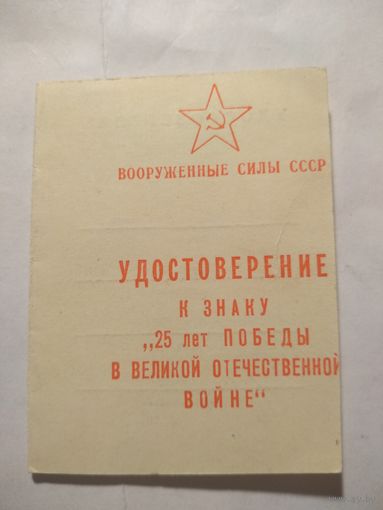 ВООРУЖЕННЫЕ СИЛЫ СССР
УДОСТОВЕРЕНИЕ
К ЗНАКУ
„25 лет ПОБЕДЫ
В ВЕЛИКОЙ ОТЕЧЕСТВЕННОЙ
ВОЙНЕ“